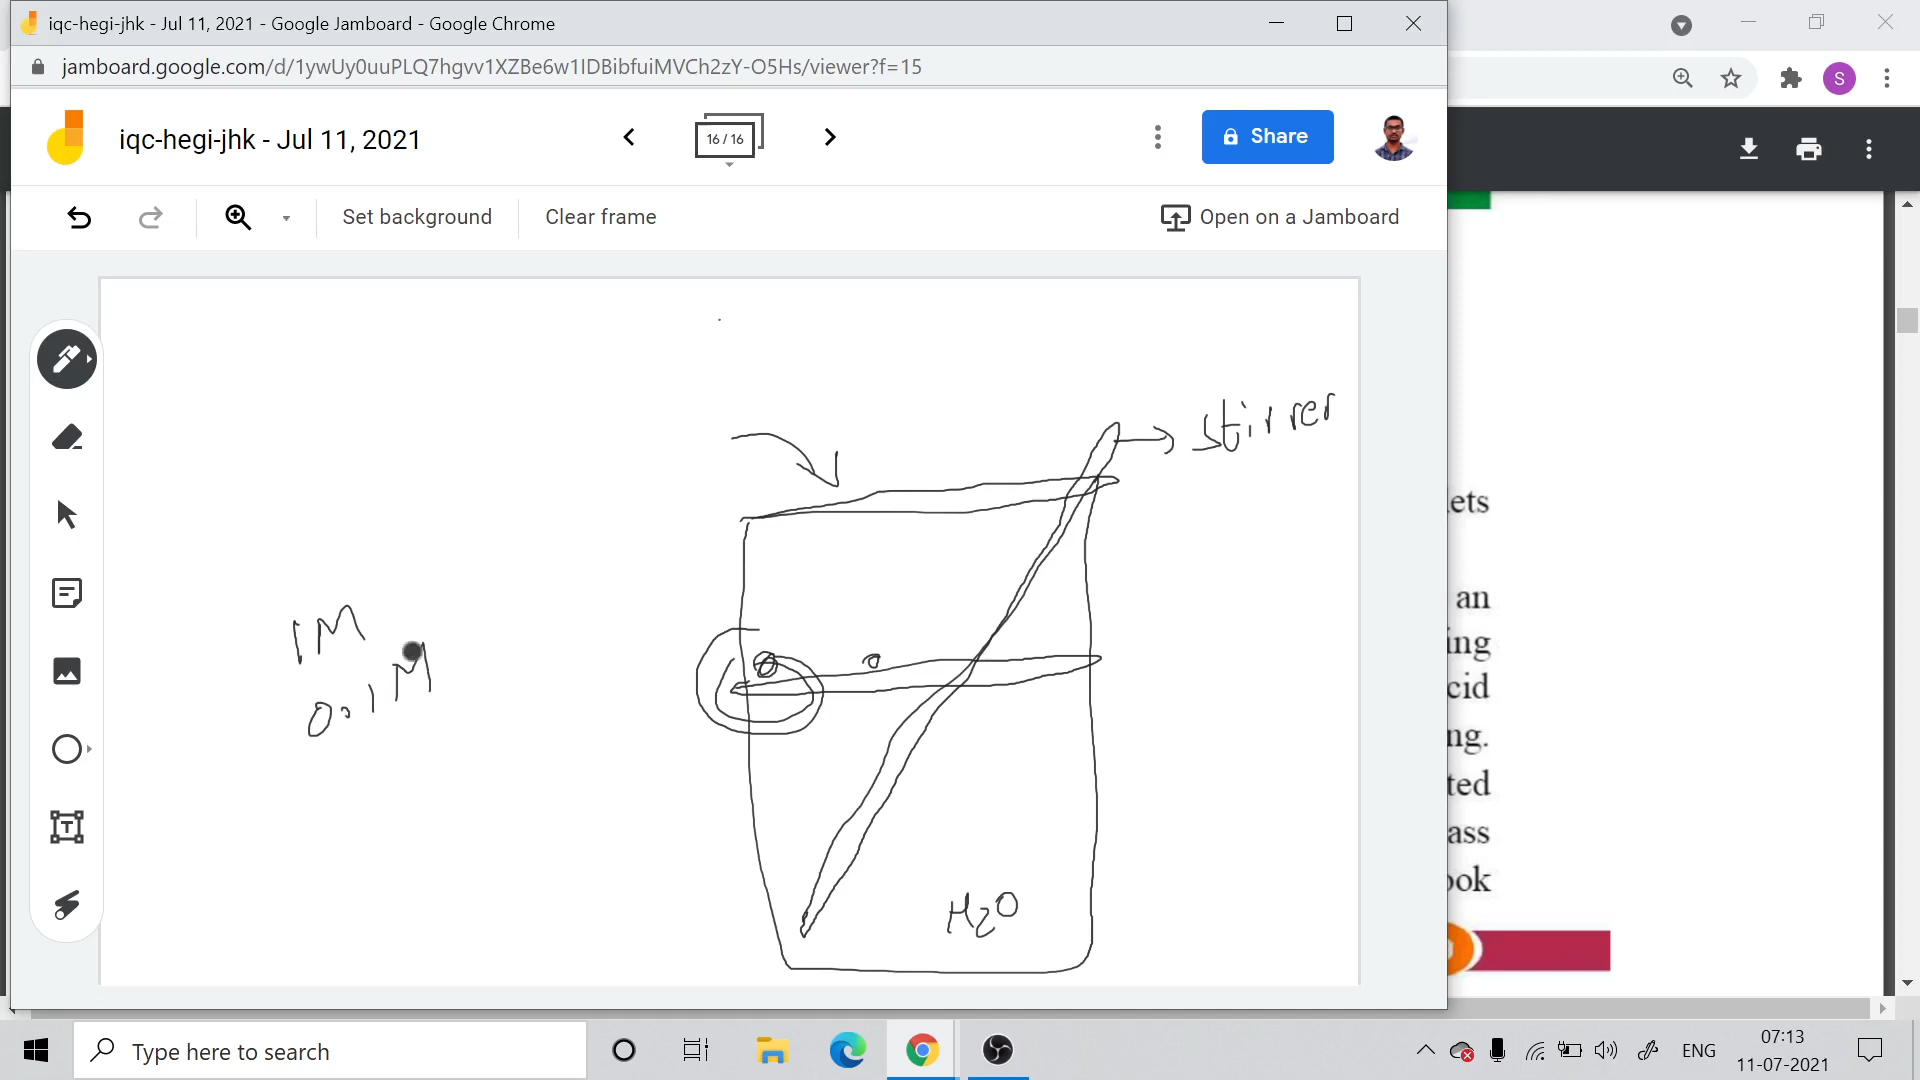 iqc-hegi-jhk - Jul 11, 2021 - Google Jamboard - Google Chrome
jamboard.google.com/d/1ywUy0uuPLQ7hgvv1XZBe6w1IDBibfuiMVCh2zY-O5Hs/viewer?f=15
S
iqc-hegi-jhk - Jul 11, 2021
16 / 16
Share
Set background
Clear frame
Open on a Jamboard
stirrer
1M
0.1M
H2O
lets
an
ing
cid
ng.
ted
ass
ook
Type here to search
ENG
07:13
11-07-2021